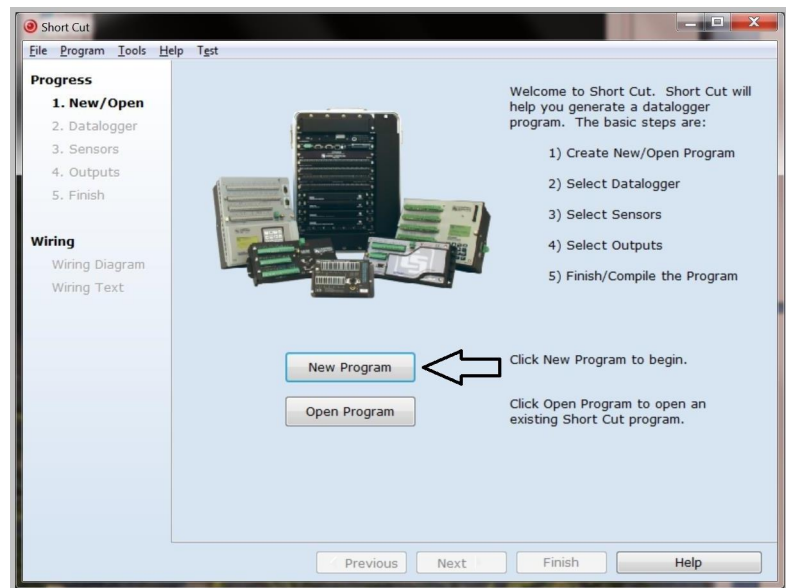 Short Cut
File Program Tools Help Test
Progress
1. New/Open
2. Datalogger
3. Sensors
4. Outputs
5. Finish
Wiring
Wiring Diagram
Wiring Text
Welcome to Short Cut. Short Cut will
help you generate a datalogger
program. The basic steps are:
1) Create New/Open Program
2) Select Datalogger
3) Select Sensors
4) Select Outputs
5) Finish/Compile the Program
New Program
Click New Program to begin.
Open Program
Click Open Program to open an
existing Short Cut program.
Previous Next Finish Help